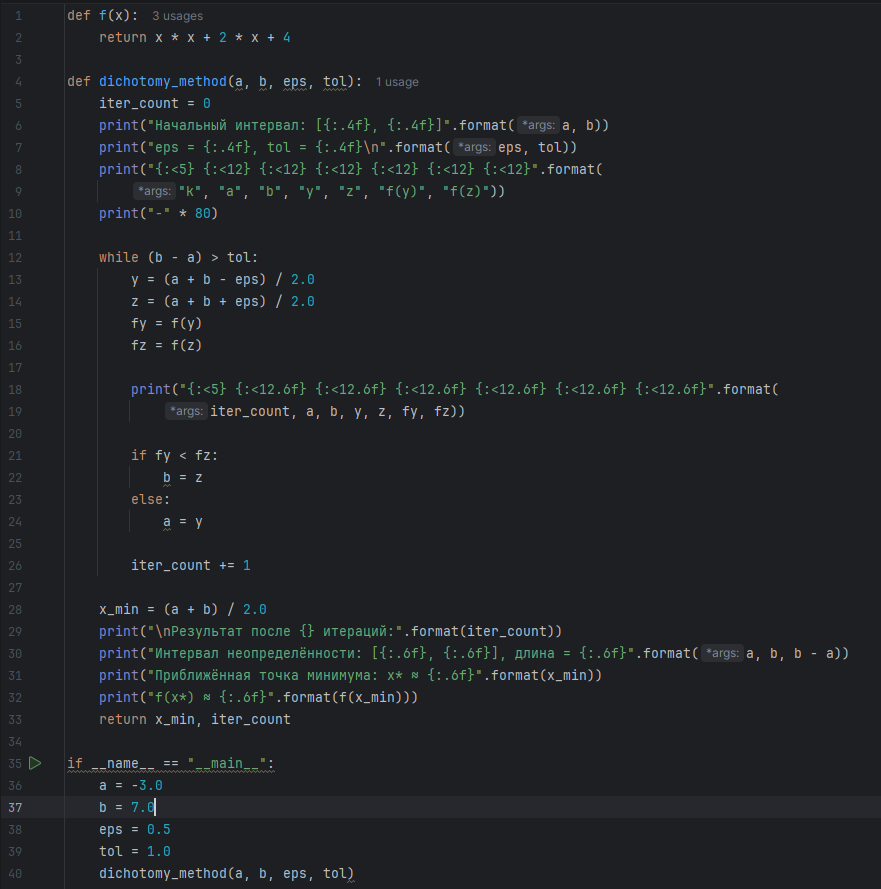 1 def f(x): 3 usages
2     return x * x + 2 * x + 4
3
4 def dichotomy_method(a, b, eps, tol): 1 usage
5     iter_count = 0
6     print("Начальный интервал: [{:.4f}, {:.4f}]".format( *args: a, b))
7     print("eps = {:.4f}, tol = {:.4f}\n".format( *args: eps, tol))
8     print("{:<5} {:<12} {:<12} {:<12} {:<12} {:<12} {:<12}".format(
9         *args: "k", "a", "b", "y", "z", "f(y)", "f(z)"))
10     print("-" * 80)
11
12     while (b - a) > tol:
13         y = (a + b - eps) / 2.0
14         z = (a + b + eps) / 2.0
15         fy = f(y)
16         fz = f(z)
17
18         print("{:<5} {:<12.6f} {:<12.6f} {:<12.6f} {:<12.6f} {:<12.6f} {:<12.6f}".format(
19             *args: iter_count, a, b, y, z, fy, fz))
20
21         if fy < fz:
22             b = z
23         else:
24             a = y
25
26         iter_count += 1
27
28     x_min = (a + b) / 2.0
29     print("\nРезультат после {} итераций:".format(iter_count))
30     print("Интервал неопределённости: [{:.6f}, {:.6f}], длина = {:.6f}".format( *args: a, b, b - a))
31     print("Приближённая точка минимума: x* ≈ {:.6f}".format(x_min))
32     print("f(x*) ≈ {:.6f}".format(f(x_min)))
33     return x_min, iter_count
34
35 if __name__ == "__main__":
36     a = -3.0
37     b = 7.0
38     eps = 0.5
39     tol = 1.0
40     dichotomy_method(a, b, eps, tol)